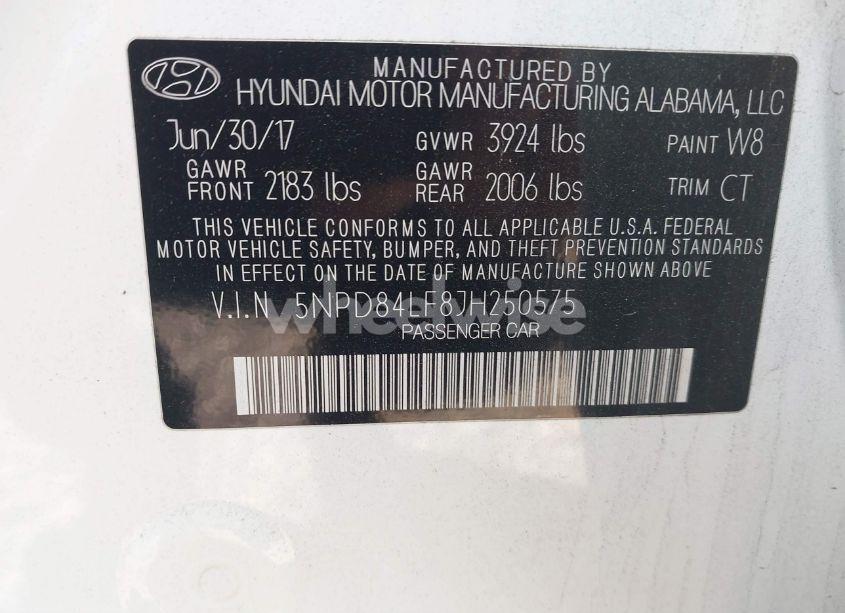 MANUFACTURED BY
HYUNDAI MOTOR MANUFACTURING ALABAMA, LLC
Jun/30/17 GVWR 3924 lbs PAINT W8
GAWR FRONT 2183 lbs GAWR REAR 2006 lbs TRIM CT
THIS VEHICLE CONFORMS TO ALL APPLICABLE U.S.A. FEDERAL
MOTOR VEHICLE SAFETY, BUMPER, AND THEFT PREVENTION STANDARDS
IN EFFECT ON THE DATE OF MANUFACTURE SHOWN ABOVE
V.I.N 5NPD84LF8JH250575
wheelwise
PASSENGER CAR